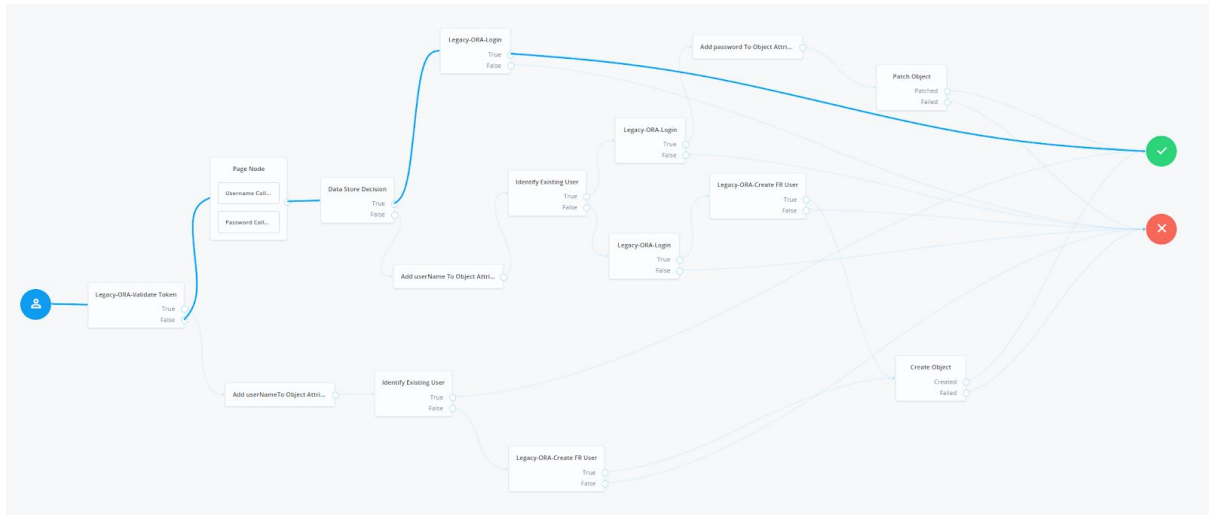 Legacy-ORA-Login
True
False
Add password To Object Attri...
Patch Object
Patched
Failed
Legacy-ORA-Login
True
False
Page Node
Username Coll...
Password Coll...
Data Store Decision
True
False
Identify Existing User
True
False
Legacy-ORA-Create FR User
True
False
Legacy-ORA-Login
True
False
Add userName To Object Attri...
Legacy-ORA-Validate Token
True
False
Create Object
Created
Failed
Add userNameTo Object Attri...
Identify Existing User
True
False
Legacy-ORA-Create FR User
True
False